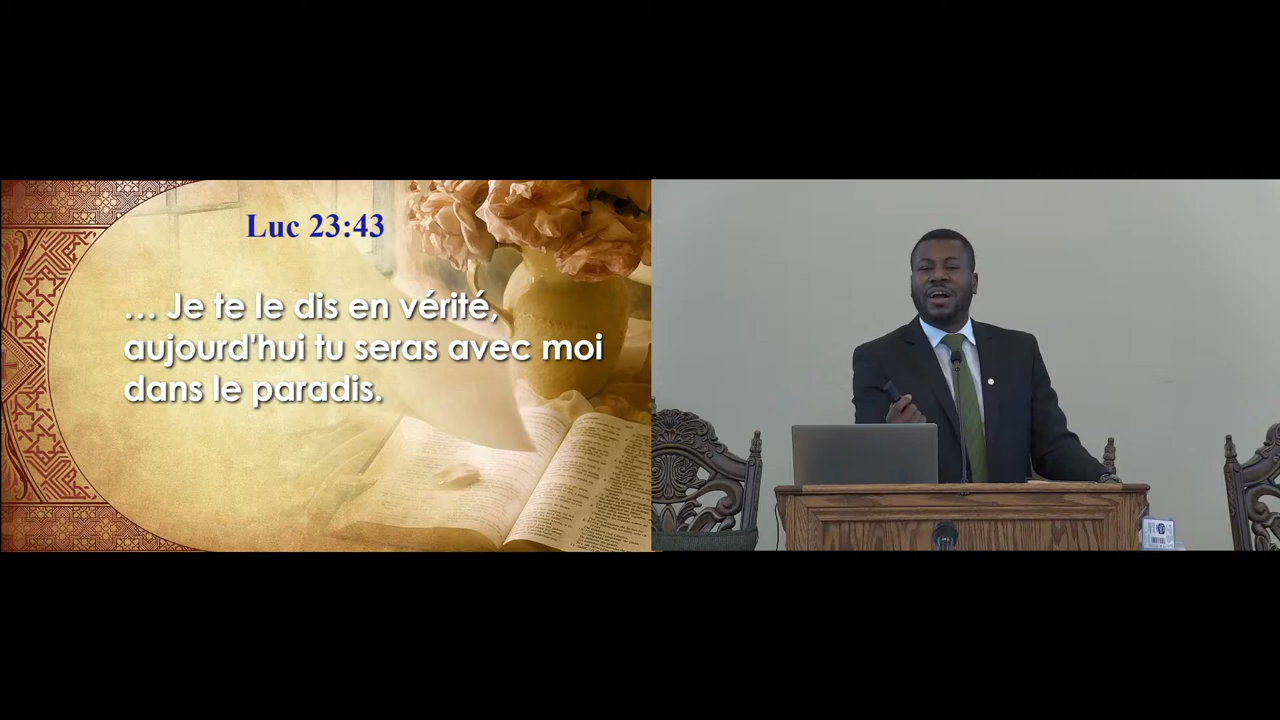 Luc 23:43
… Je te le dis en vérité,
aujourd'hui tu seras avec moi
dans le paradis.